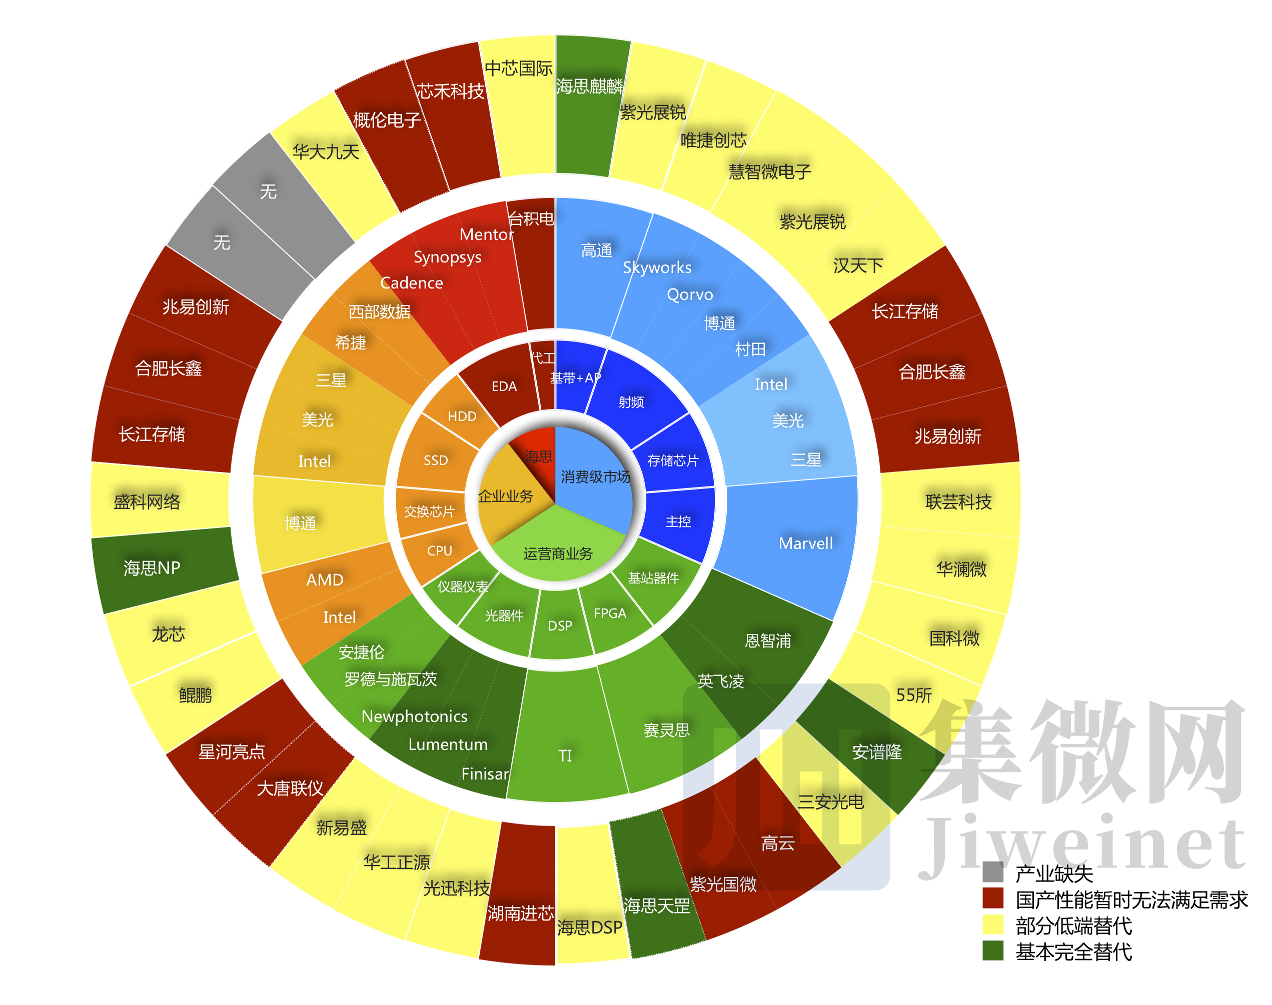 中芯国际
海思麒麟
紫光展锐
唯捷创芯
慧智微电子
紫光展锐
汉天下
长江存储
合肥长鑫
兆易创新
联芸科技
华澜微
国科微
55所
安谱隆
三安光电
高云
紫光国微
海思天罡
海思DSP
湖南进芯
光迅科技
华工正源
新易盛
大唐联仪
星河亮点
鲲鹏
龙芯
海思NP
盛科网络
长江存储
合肥长鑫
兆易创新
无
无
华大九天
概伦电子
芯禾科技
台积电
高通
Skyworks
Qorvo
博通
村田
Intel
美光
三星
Marvell
恩智浦
英飞凌
赛灵思
TI
Finisar
Lumentum
Newphotonics
罗德与施瓦茨
安捷伦
Intel
AMD
博通
Intel
美光
三星
希捷
西部数据
Cadence
Synopsys
Mentor
代工
基带+AP
射频
存储芯片
主控
基站器件
FPGA
DSP
光器件
仪器仪表
CPU
交换芯片
SSD
HDD
EDA
海思
消费级市场
运营商业务
企业业务
集微网
Jiweinet
产业缺失
国产性能暂时无法满足需求
部分低端替代
基本完全替代